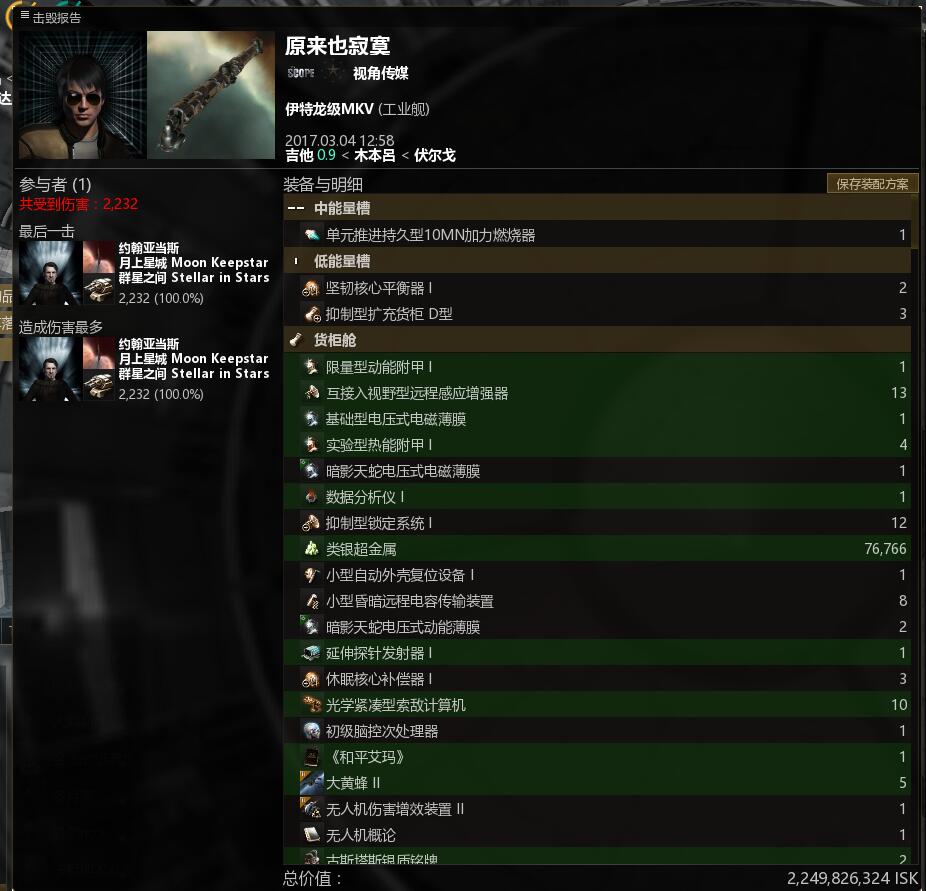 击毁报告
原来也寂寞
SCOPE 视角传媒
伊特龙级MKV (工业舰)
2017.03.04 12:58
吉他 0.9 < 木本吕 < 伏尔戈
参与者 (1)
共受到伤害：2,232
最后一击
约翰亚当斯
月上星城 Moon Keepstar
群星之间 Stellar in Stars
2,232 (100.0%)
造成伤害最多
约翰亚当斯
月上星城 Moon Keepstar
群星之间 Stellar in Stars
2,232 (100.0%)
装备与明细
保存装配方案
中能量槽
单元推进持久型10MN加力燃烧器 1
低能量槽
坚韧核心平衡器 I 2
抑制型扩充货柜 D型 3
货柜舱
限量型动能附甲 I 1
互接入视野型远程感应增强器 13
基础型电压式电磁薄膜 1
实验型热能附甲 I 4
暗影天蛇电压式电磁薄膜 1
数据分析仪 I 1
抑制型锁定系统 I 12
类银超金属 76,766
小型自动外壳复位设备 I 1
小型昏暗远程电容传输装置 8
暗影天蛇电压式动能薄膜 2
延伸探针发射器 I 1
休眠核心补偿器 I 3
光学紧凑型索敌计算机 10
初级脑控次处理器 1
《和平艾玛》 1
大黄蜂 II 5
无人机伤害增效装置 II 1
无人机概论 1
古斯塔斯银质铭牌 2
总价值：
2,249,826,324 ISK